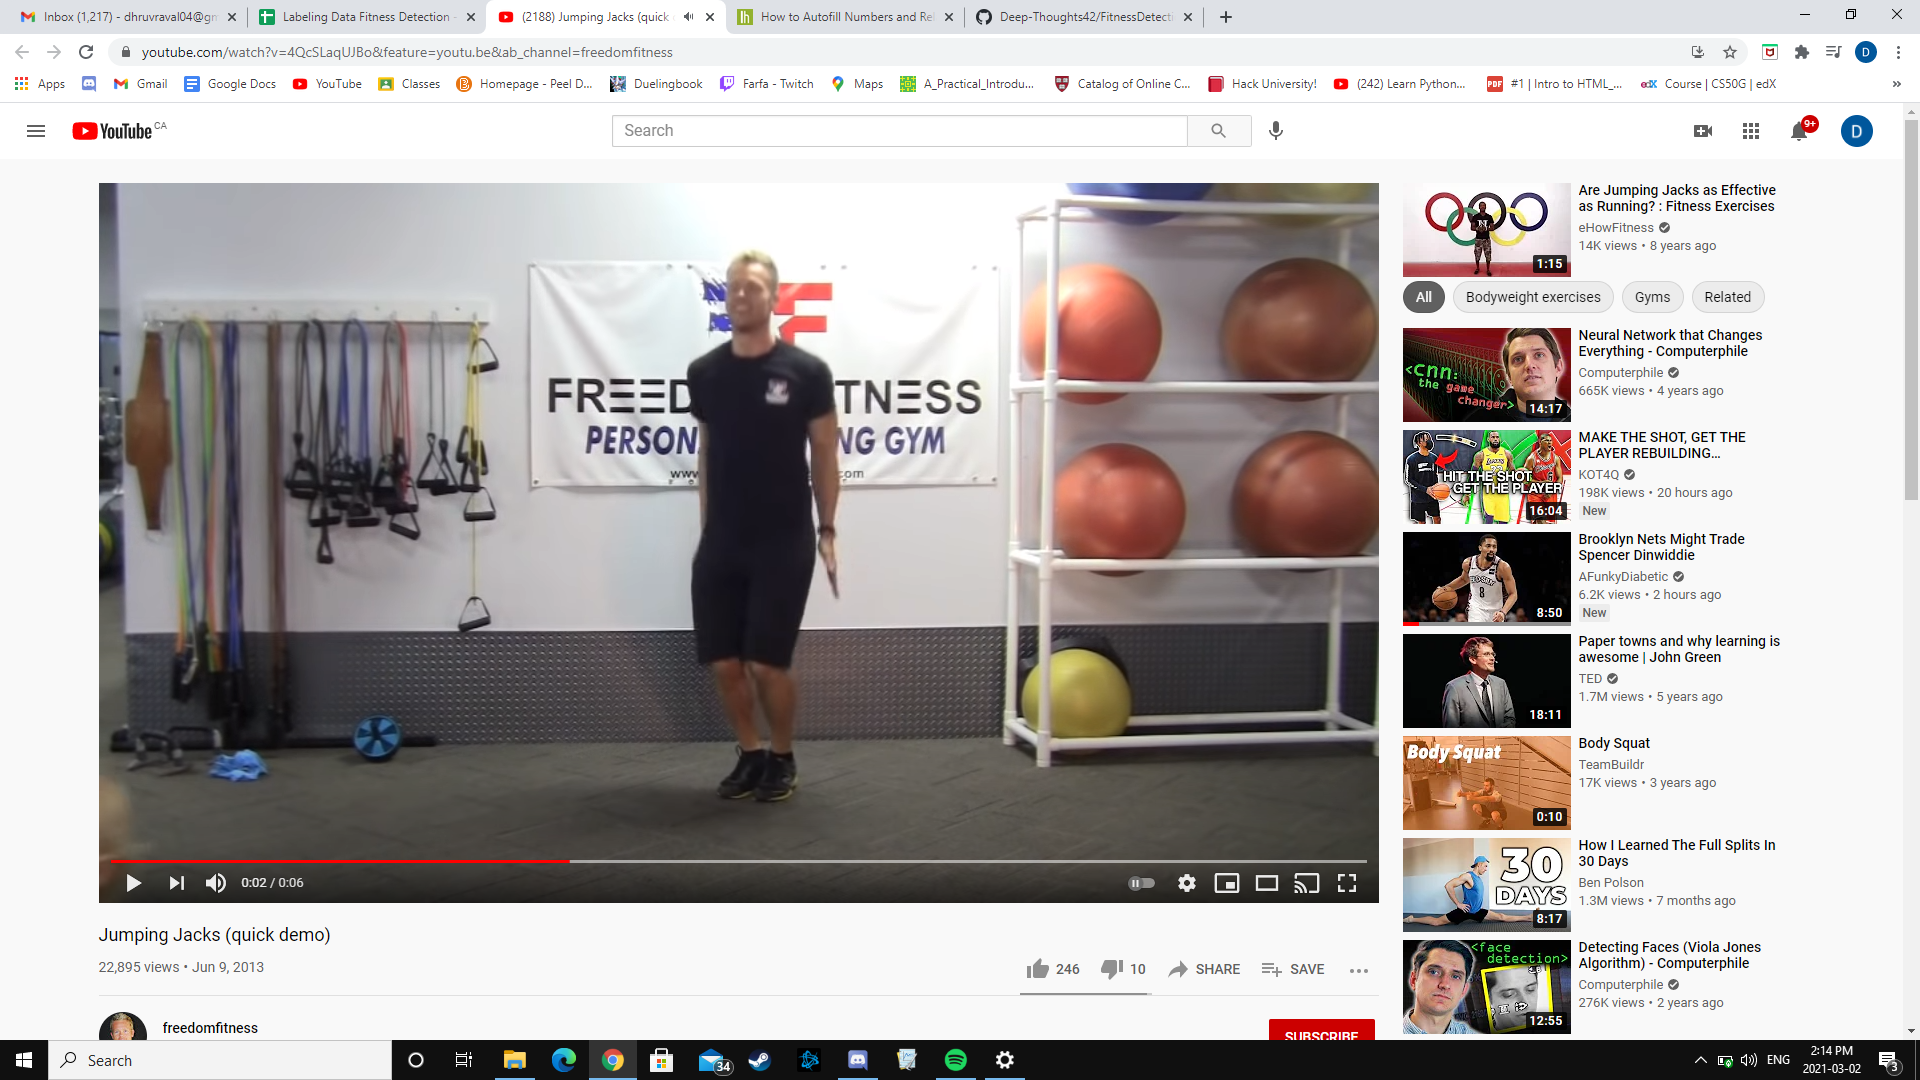 Inbox (1,217) - dhruvraval04@gm
Labeling Data Fitness Detection
(2188) Jumping Jacks (quick
How to Autofill Numbers and Re
Deep-Thoughts42/FitnessDetecti
youtube.com/watch?v=4QcSLaqUJBo&feature=youtu.be&ab_channel=freedomfitness
D
Apps
Gmail
Google Docs
YouTube
Classes
Homepage - Peel D...
Duelingbook
Farfa - Twitch
Maps
A_Practical_Introdu...
Catalog of Online C...
Hack University!
(242) Learn Python...
#1 | Intro to HTML_...
Course | CS50G | edX
YouTube CA
Search
9+
D
FREED TNESS
PERSON NG GYM
www com
0:02 / 0:06
Jumping Jacks (quick demo)
22,895 views • Jun 9, 2013
246
10
SHARE
SAVE
freedomfitness
SUBSCRIBE
Are Jumping Jacks as Effective
as Running? : Fitness Exercises
eHowFitness
14K views • 8 years ago
1:15
All
Bodyweight exercises
Gyms
Related
<CNN:
the game
changer>
14:17
Neural Network that Changes
Everything - Computerphile
Computerphile
665K views • 4 years ago
HIT THE SHOT
GET THE PLAYER
16:04
MAKE THE SHOT, GET THE
PLAYER REBUILDING...
KOT4Q
198K views • 20 hours ago
New
8:50
Brooklyn Nets Might Trade
Spencer Dinwiddie
AFunkyDiabetic
6.2K views • 2 hours ago
New
18:11
Paper towns and why learning is
awesome | John Green
TED
1.7M views • 5 years ago
Body Squat
0:10
Body Squat
TeamBuildr
17K views • 3 years ago
30
DAYS
8:17
How I Learned The Full Splits In
30 Days
Ben Polson
1.3M views • 7 months ago
<face
detection>
12:55
Detecting Faces (Viola Jones
Algorithm) - Computerphile
Computerphile
276K views • 2 years ago
Search
34
ENG
2:14 PM
2021-03-02
3